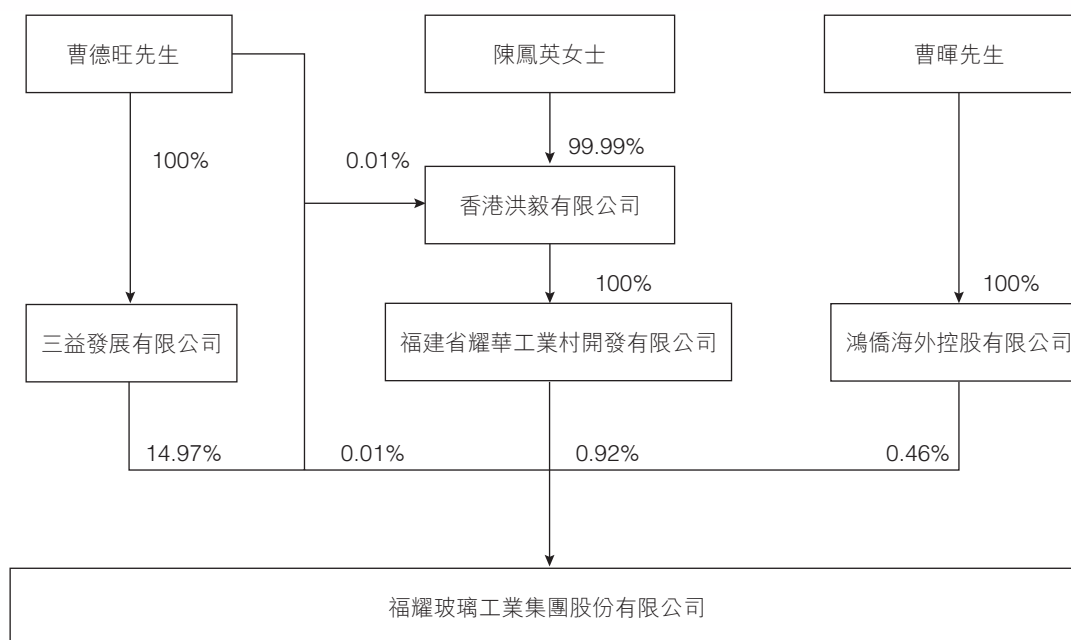 曹德旺先生
陳鳳英女士
曹暉先生
100%
0.01%
99.99%
香港洪毅有限公司
100%
100%
三益發展有限公司
福建省耀華工業村開發有限公司
鴻僑海外控股有限公司
14.97%
0.01%
0.92%
0.46%
福耀玻璃工業集團股份有限公司